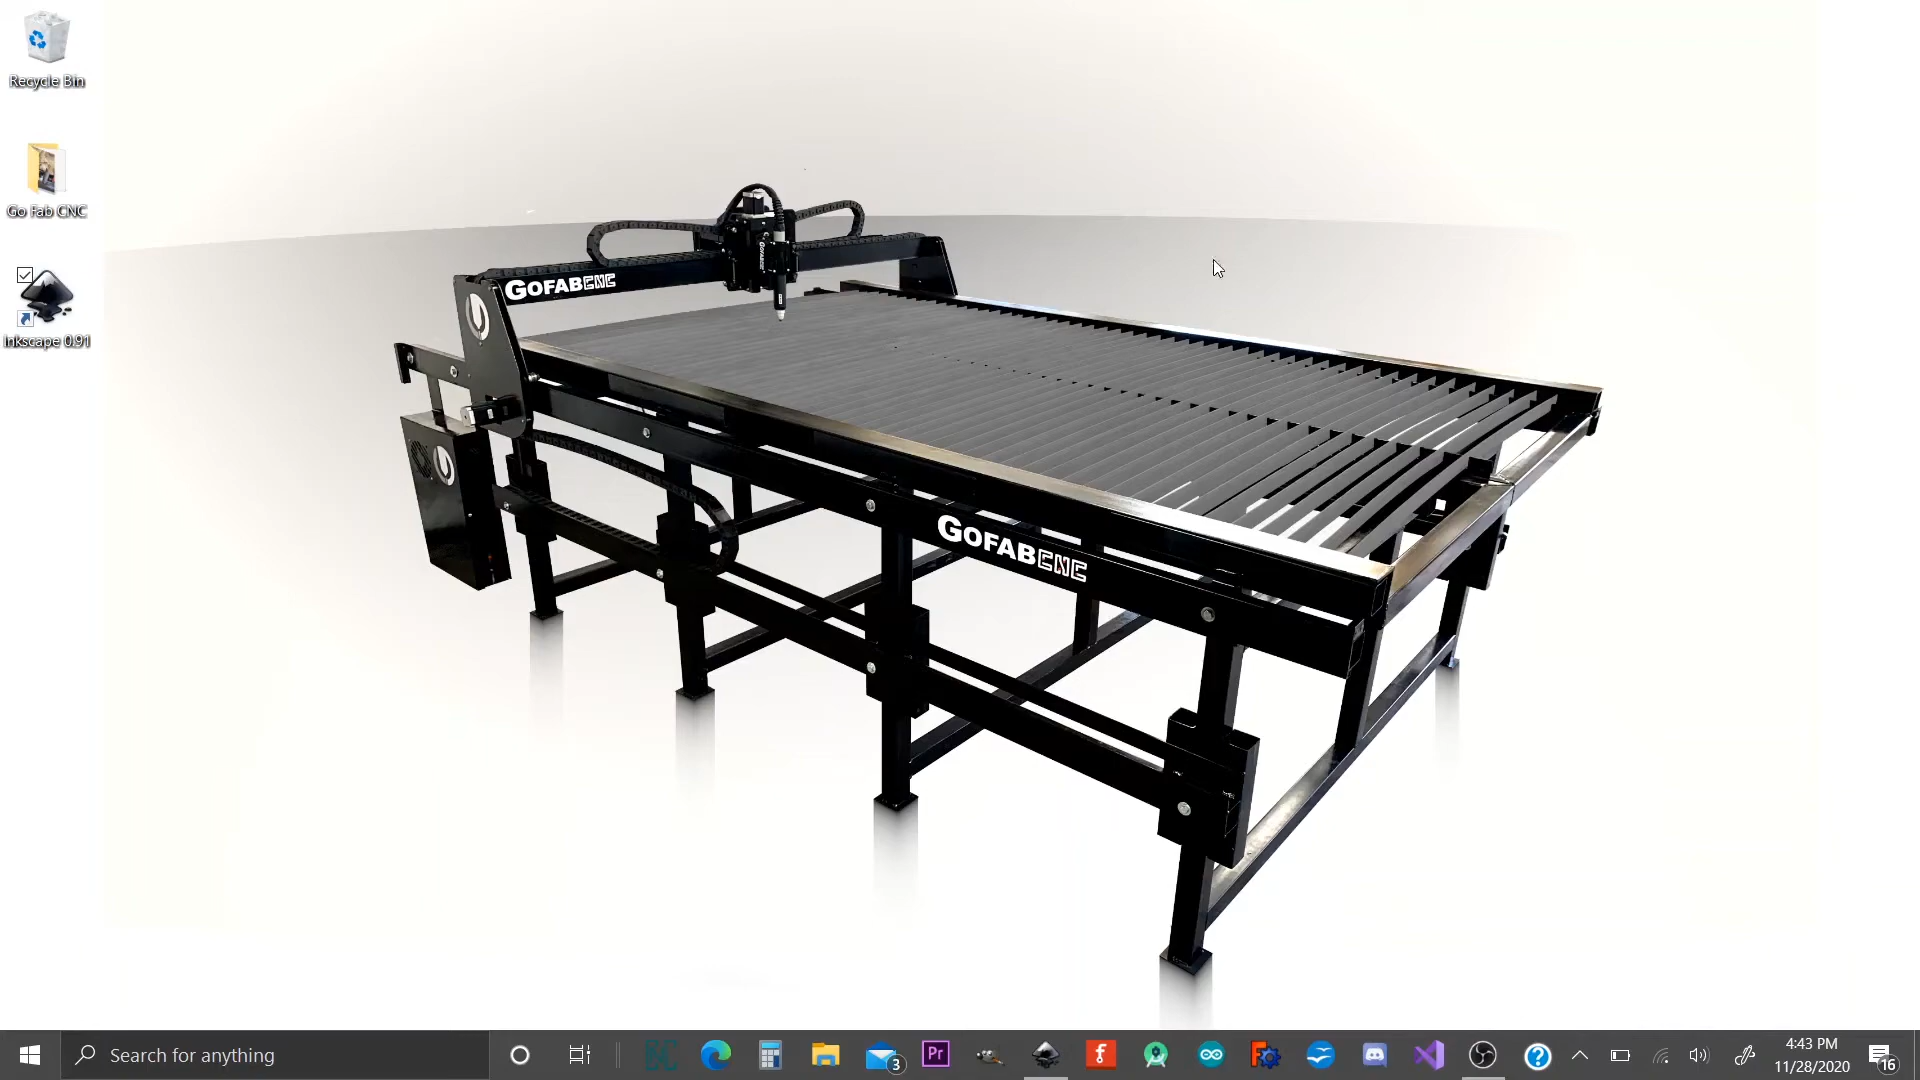 Recycle Bin
Go Fab CNC
Inkscape 0.91
GOFABCNC
GOFABCNC
Search for anything
3
Pr
4:43 PM
11/28/2020
16